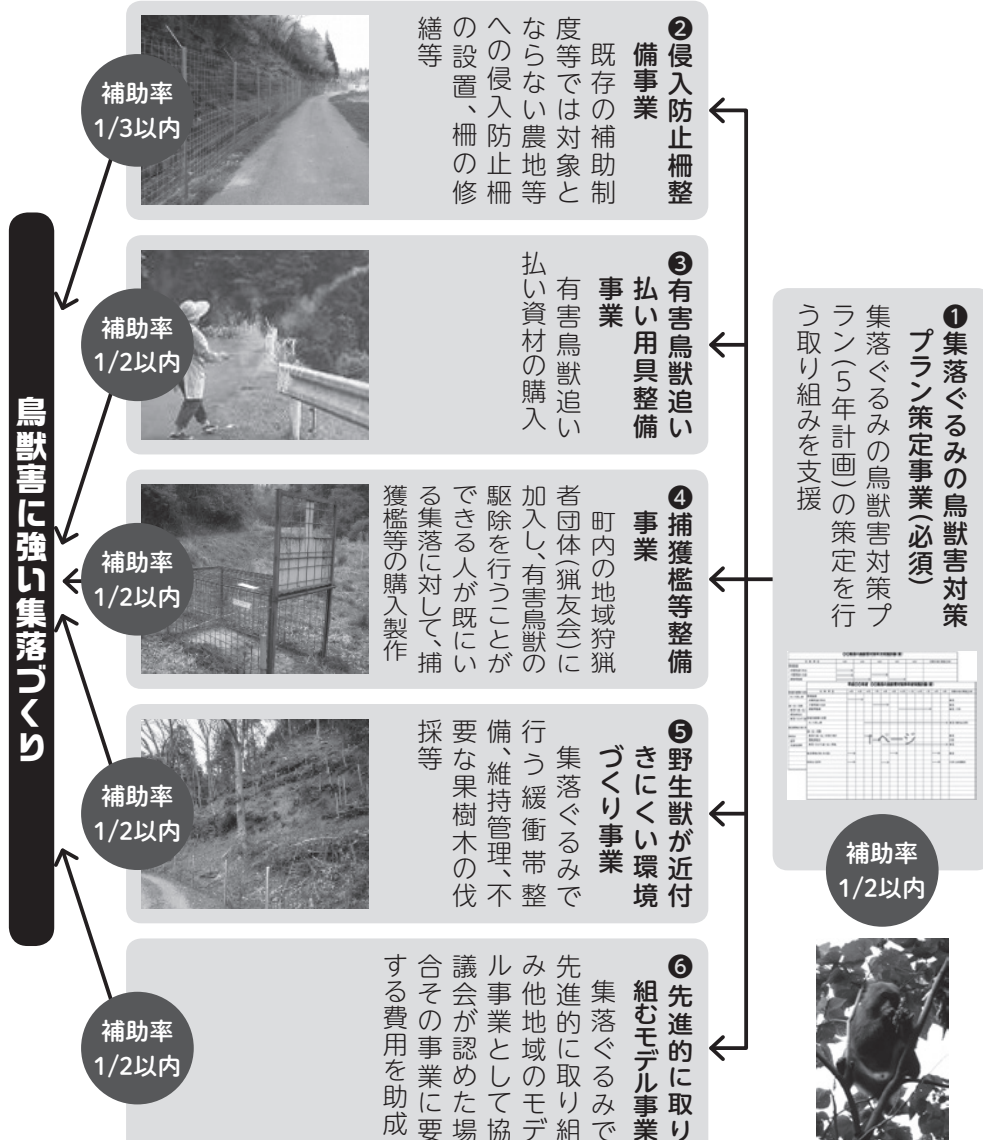 ❶集落ぐるみの鳥獣害対策
プラン策定事業(必須)
集落ぐるみの鳥獣害対策プ
ラン(５年計画)の策定を行
う取り組みを支援
補助率
1/2以内
❷侵入防止柵整
備事業
既存の補助制
度等では対象と
ならない農地等
への侵入防止柵
の設置、柵の修
繕等
補助率
1/3以内
❸有害鳥獣追い
払い用具整備
事業
有害鳥獣追い
払い資材の購入
補助率
1/2以内
❹捕獲檻等整備
事業
町内の地域狩猟
者団体(猟友会)に
加入し、有害鳥獣の
駆除を行うことが
できる人が既にい
る集落に対して、捕
獲檻等の購入製作
補助率
1/2以内
❺野生獣が近付
きにくい環境
づくり事業
集落ぐるみで
行う緩衝帯整
備、維持管理、不
要な果樹木の伐
採等
補助率
1/2以内
❻先進的に取り
組むモデル事業
集落ぐるみで
先進的に取り組
み他地域のモデ
ル事業として協
議会が認めた場
合その事業に要
する費用を助成
補助率
1/2以内
鳥獣害に強い集落づくり